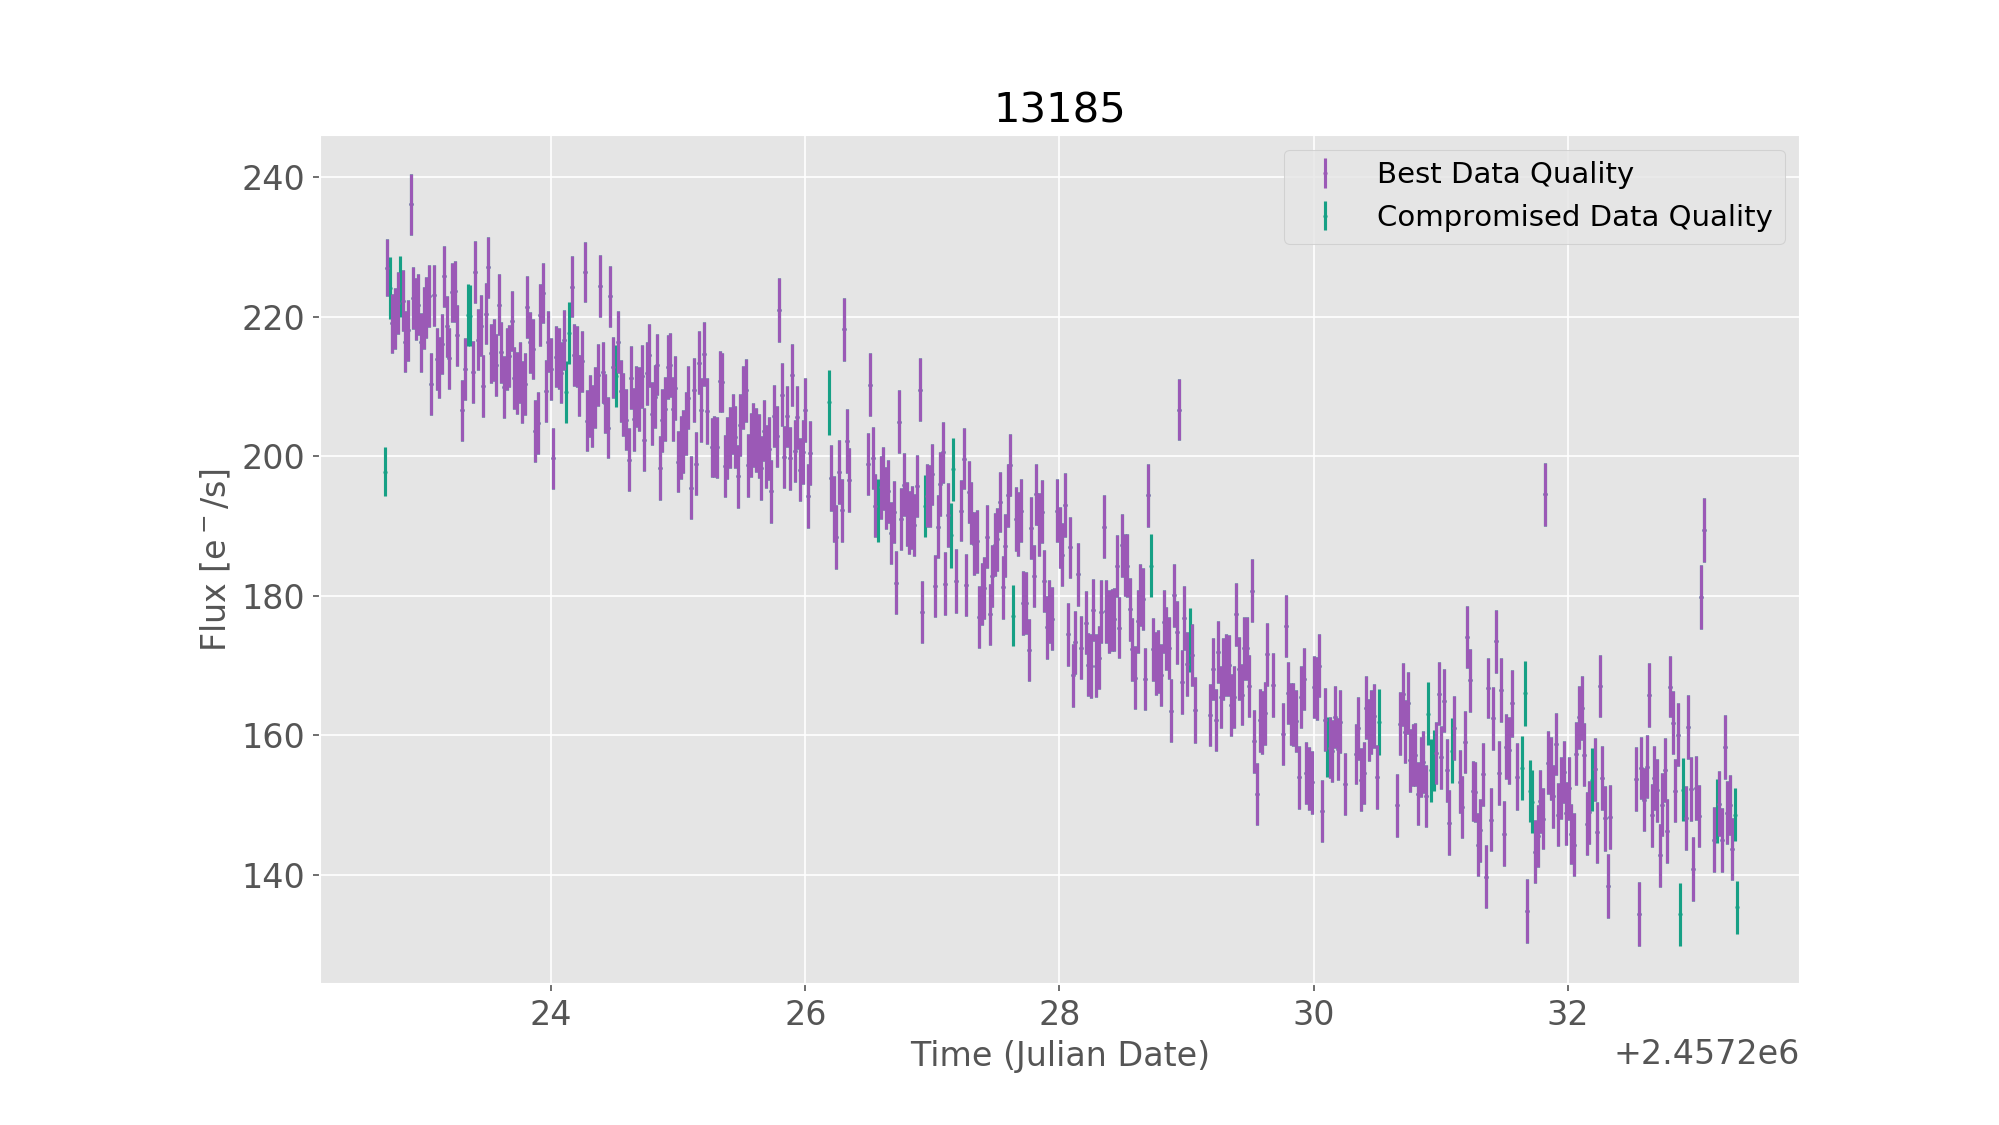 13185
Best Data Quality
Compromised Data Quality
240
220
200
180
160
140
Flux [e⁻/s]
24
26
28
30
32
Time (Julian Date)
+2.4572e6